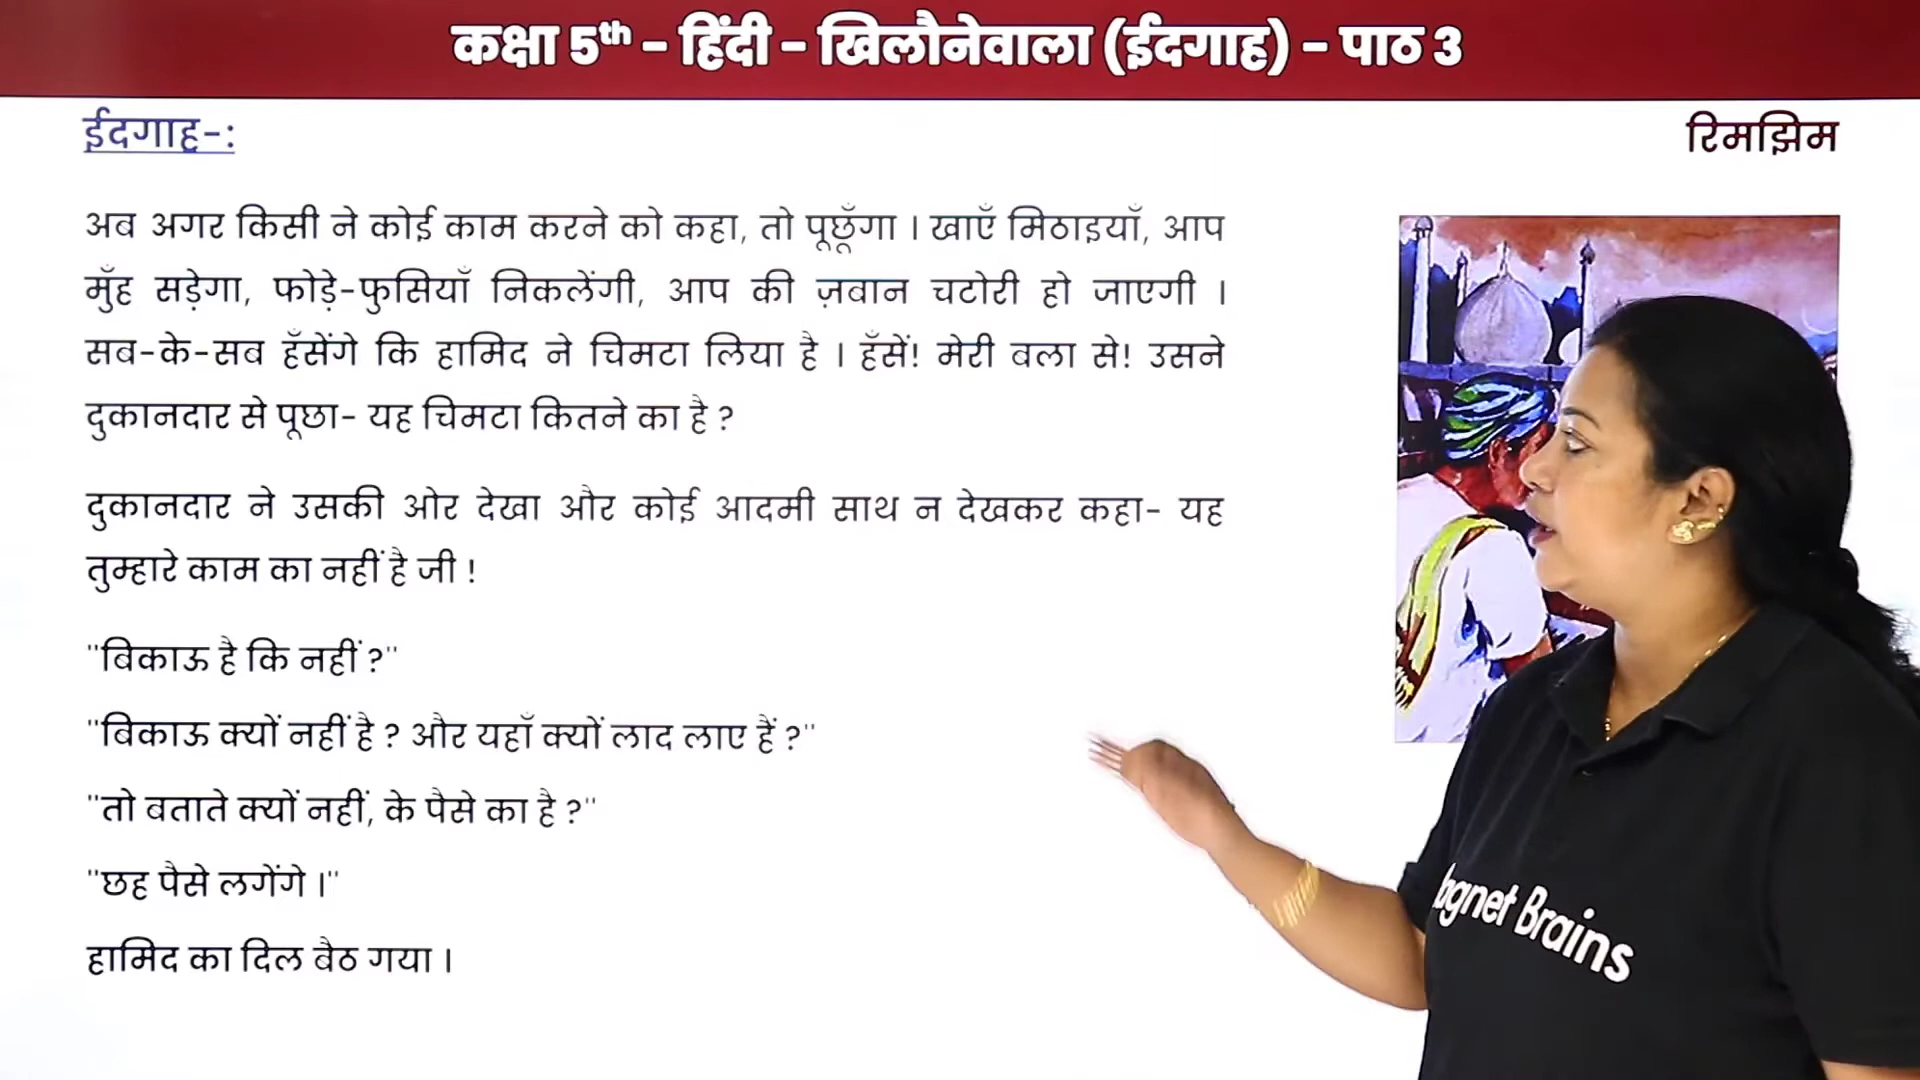 कक्षा 5th - हिंदी - खिलौनेवाला (ईदगाह) - पाठ 3
ईदगाह-:
रिमझिम
अब अगर किसी ने कोई काम करने को कहा, तो पूछूँगा । खाएँ मिठाइयाँ, आप
मुँह सड़ेगा, फोड़े-फुसियाँ निकलेंगी, आप की ज़बान चटोरी हो जाएगी ।
सब-के-सब हँसेंगे कि हामिद ने चिमटा लिया है । हँसें! मेरी बला से! उसने
दुकानदार से पूछा- यह चिमटा कितने का है ?
दुकानदार ने उसकी ओर देखा और कोई आदमी साथ न देखकर कहा- यह
तुम्हारे काम का नहीं है जी !
"बिकाऊ है कि नहीं ?"
"बिकाऊ क्यों नहीं है ? और यहाँ क्यों लाद लाए हैं ?"
"तो बताते क्यों नहीं, के पैसे का है ?"
"छह पैसे लगेंगे ।"
हामिद का दिल बैठ गया ।
gnet Brains